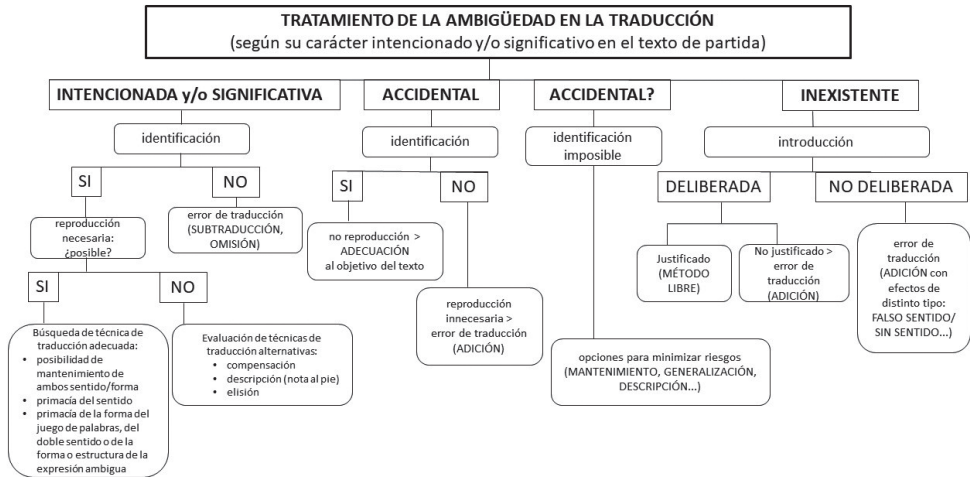 TRATAMIENTO DE LA AMBIGÜEDAD EN LA TRADUCCIÓN
(según su carácter intencionado y/o significativo en el texto de partida)
INTENCIONADA y/o SIGNIFICATIVA
identificación
SI
NO
reproducción
necesaria:
¿posible?
error de traducción
(SUBTRADUCCIÓN,
OMISIÓN)
SI
NO
Búsqueda de técnica de
traducción adecuada:
• posibilidad de
mantenimiento de
ambos sentido/forma
• primacía del sentido
• primacía de la forma del
juego de palabras, del
doble sentido o de la
forma o estructura de la
expresión ambigua
Evaluación de técnicas de
traducción alternativas:
• compensación
• descripción (nota al pie)
• elisión
ACCIDENTAL
identificación
SI
NO
no reproducción >
ADECUACIÓN
al objetivo del texto
reproducción
innecesaria >
error de traducción
(ADICIÓN)
ACCIDENTAL?
identificación
imposible
opciones para minimizar riesgos
(MANTENIMIENTO, GENERALIZACIÓN,
DESCRIPCIÓN...)
INEXISTENTE
introducción
DELIBERADA
NO DELIBERADA
Justificado
(MÉTODO
LIBRE)
No justificado >
error de
traducción
(ADICIÓN)
error de
traducción
(ADICIÓN con
efectos de
distinto tipo:
FALSO SENTIDO/
SIN SENTIDO...)